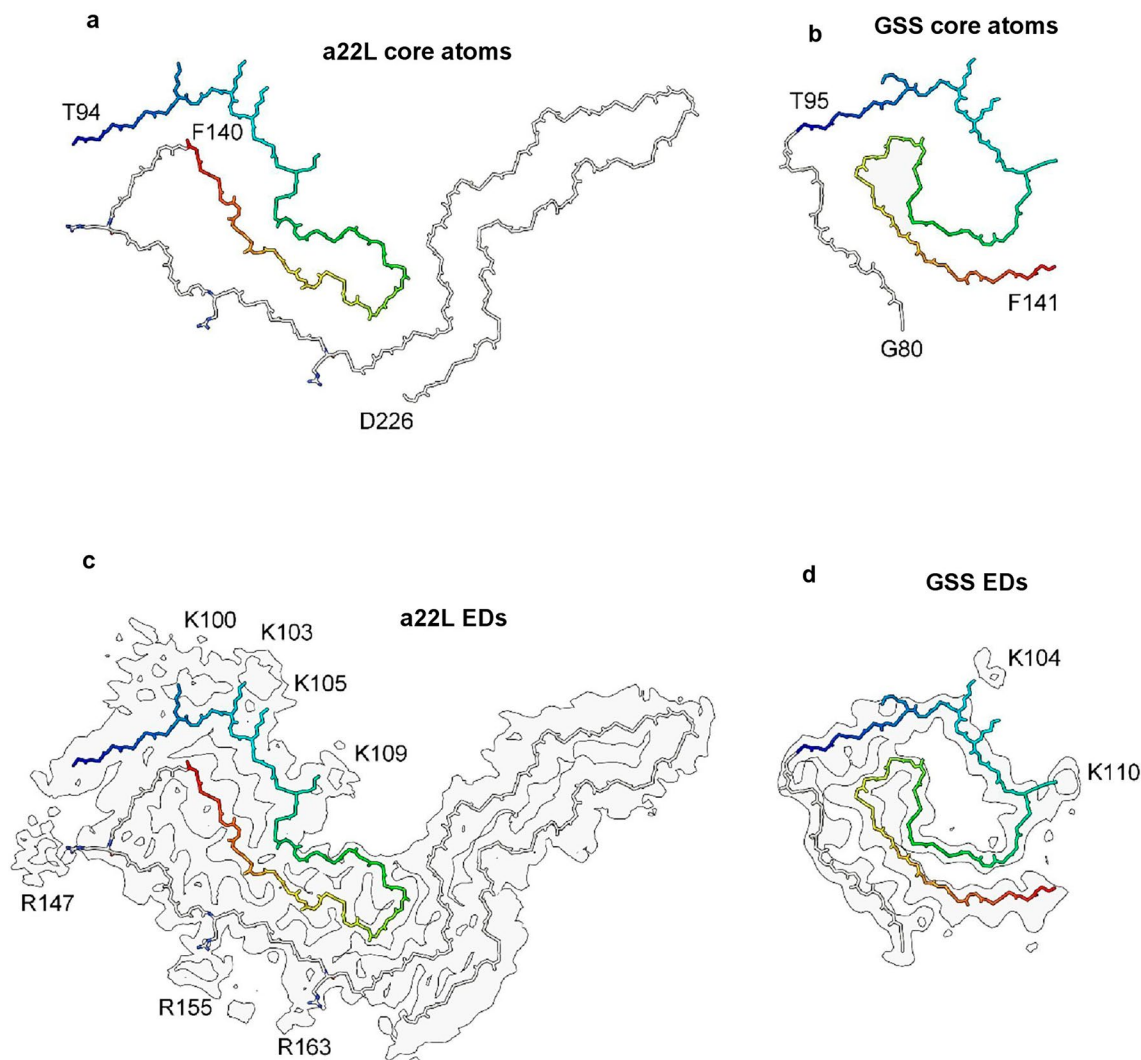 a
a22L core atoms
b
GSS core atoms
T94
F140
T95
F141
G80
D226
c
a22L EDs
d
GSS EDs
K100
K103
K105
K109
K104
K110
R147
R155
R163